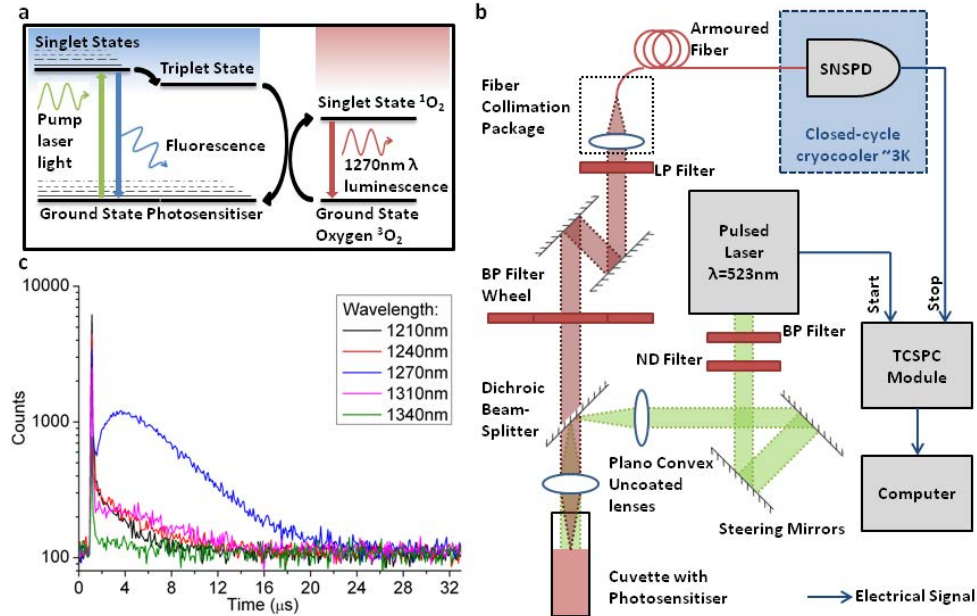 a
Singlet States
Triplet State
Pump
laser
light
Fluorescence
Singlet State ¹O₂
1270nm λ
luminescence
Ground State Photosensitiser
Ground State
Oxygen ³O₂
b
Armoured
Fiber
SNSPD
Closed-cycle
cryocooler ~3K
Fiber
Collimation
Package
LP Filter
Pulsed
Laser
λ=523nm
Start
Stop
BP Filter
Wheel
BP Filter
ND Filter
TCSPC
Module
Dichroic
Beam-
Splitter
Plano Convex
Uncoated
lenses
Steering Mirrors
Computer
Cuvette with
Photosensitiser
Electrical Signal
c
10000
1000
100
Counts
Wavelength:
1210nm
1240nm
1270nm
1310nm
1340nm
0 4 8 12 16 20 24 28 32
Time (μs)